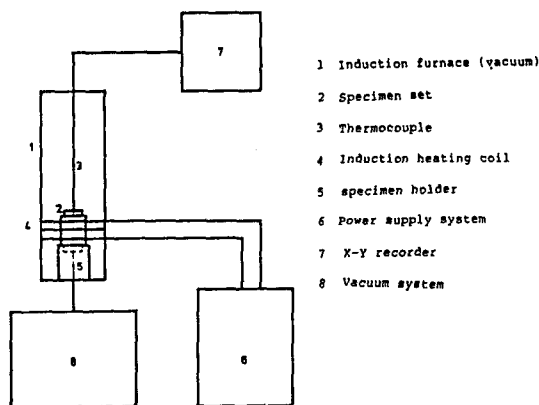 7
1
3
2
4
5
8
6
1 Induction furnace (vacuum)
2 Specimen set
3 Thermocouple
4 Induction heating coil
5 specimen holder
6 Power supply system
7 X-Y recorder
8 Vacuum system